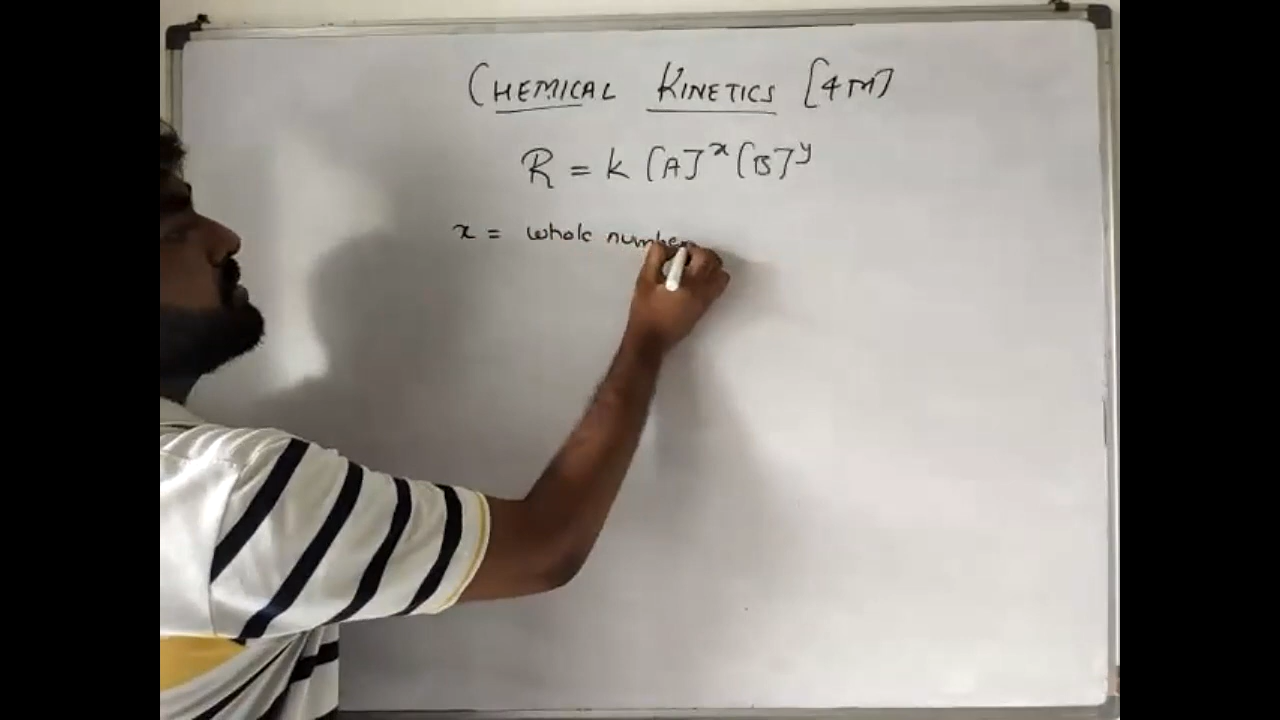 CHEMICAL KINETICS [4M]
R = k [A]^x [B]^y
x = whole number